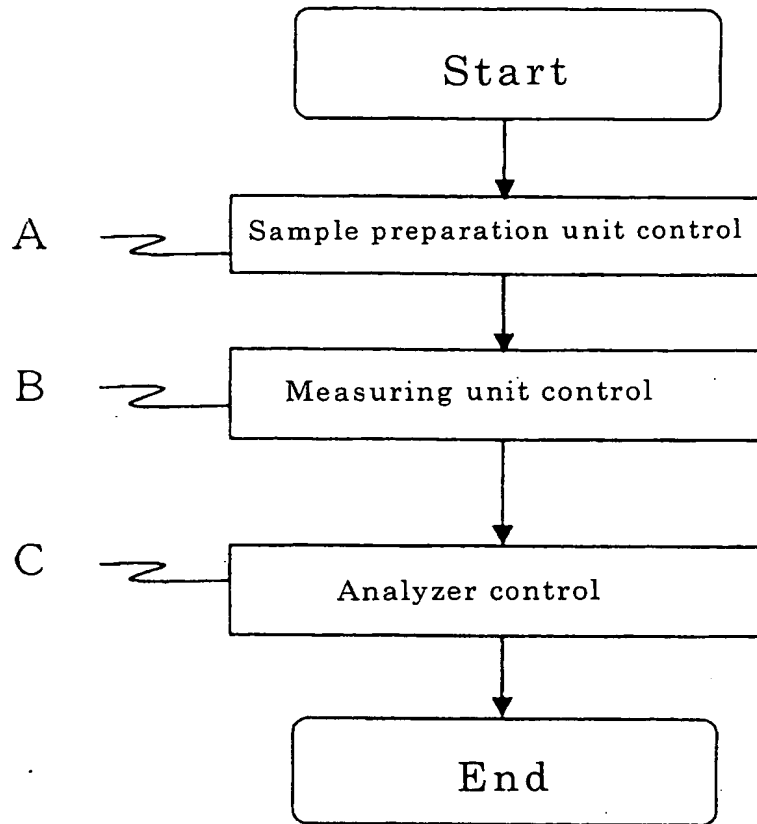 Start
A
Sample preparation unit control
B
Measuring unit control
C
Analyzer control
End